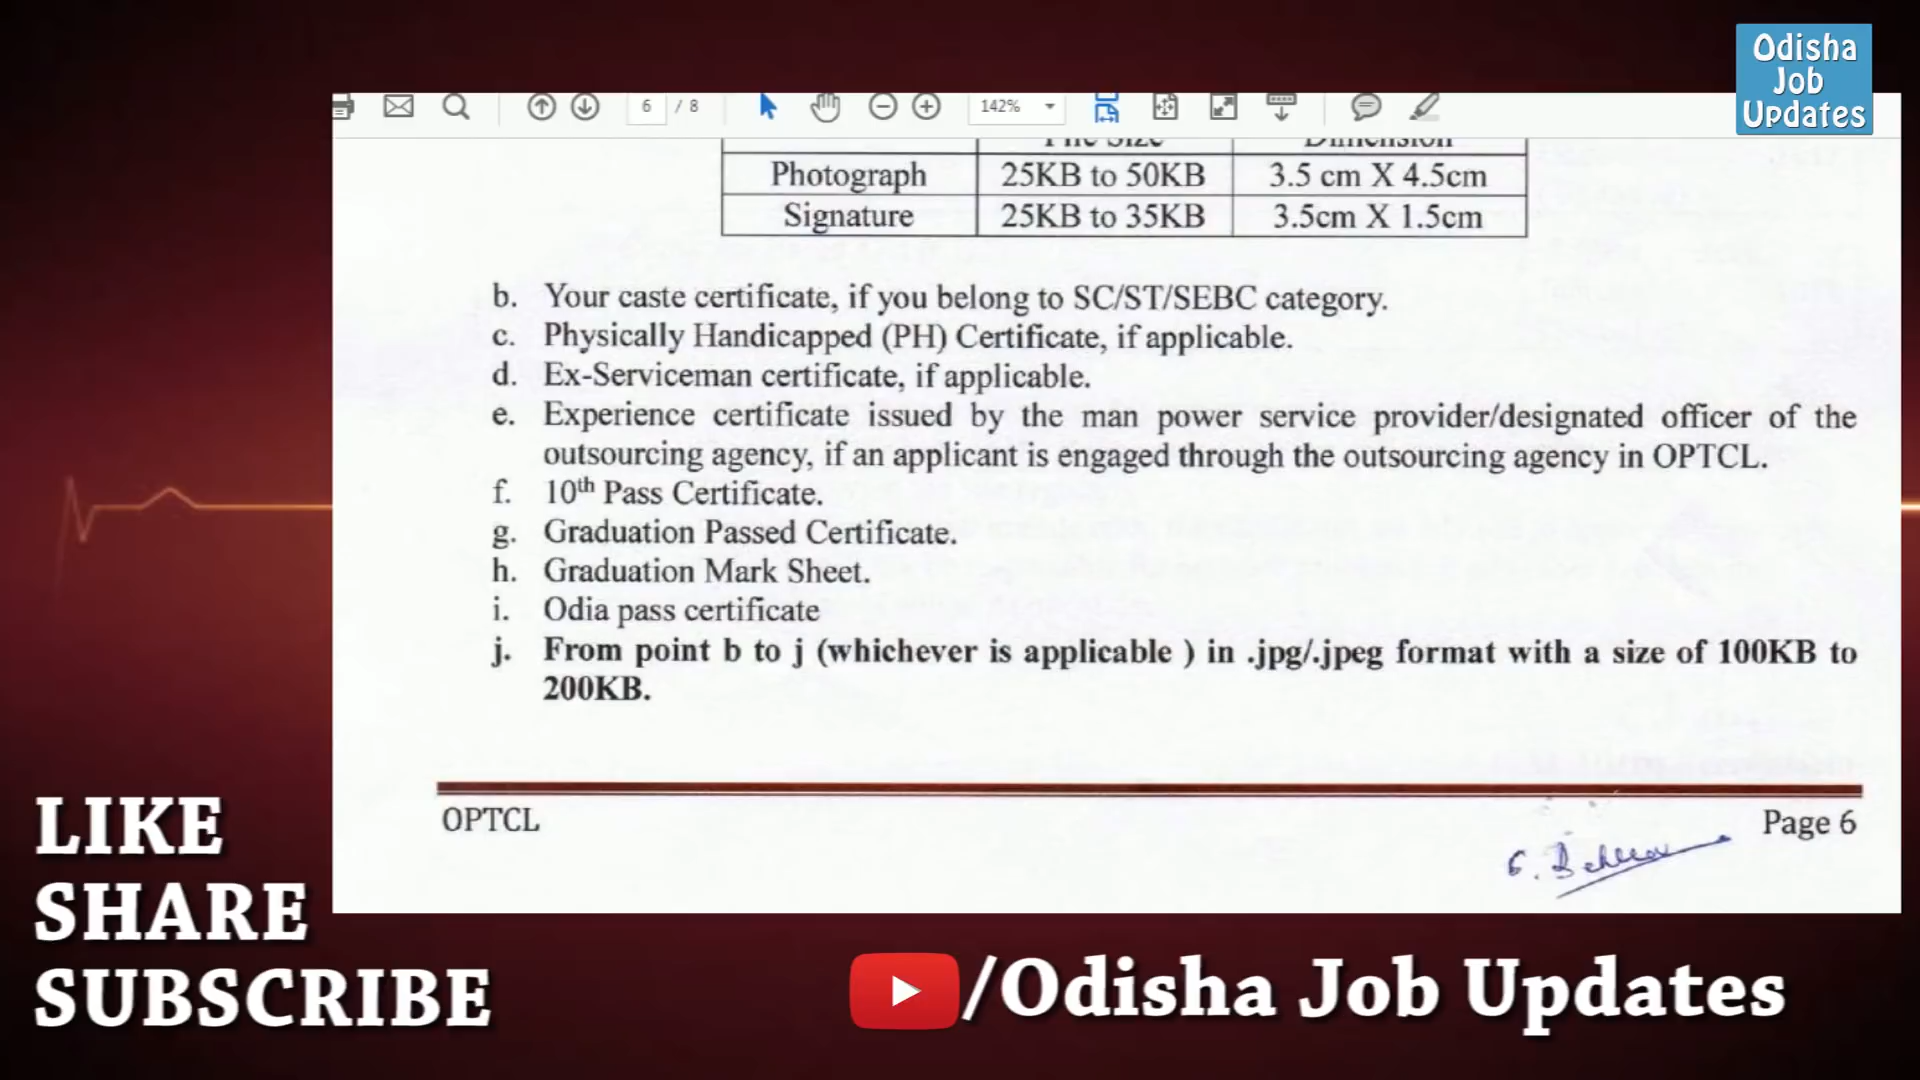 Odisha
Job
Updates
6 / 8
142%
File Size Dimension
Photograph 25KB to 50KB 3.5 cm X 4.5cm
Signature 25KB to 35KB 3.5cm X 1.5cm
b. Your caste certificate, if you belong to SC/ST/SEBC category.
c. Physically Handicapped (PH) Certificate, if applicable.
d. Ex-Serviceman certificate, if applicable.
e. Experience certificate issued by the man power service provider/designated officer of the
outsourcing agency, if an applicant is engaged through the outsourcing agency in OPTCL.
f. 10th Pass Certificate.
g. Graduation Passed Certificate.
h. Graduation Mark Sheet.
i. Odia pass certificate
j. From point b to j (whichever is applicable ) in .jpg/.jpeg format with a size of 100KB to
200KB.
OPTCL Page 6
LIKE
SHARE
SUBSCRIBE
/Odisha Job Updates